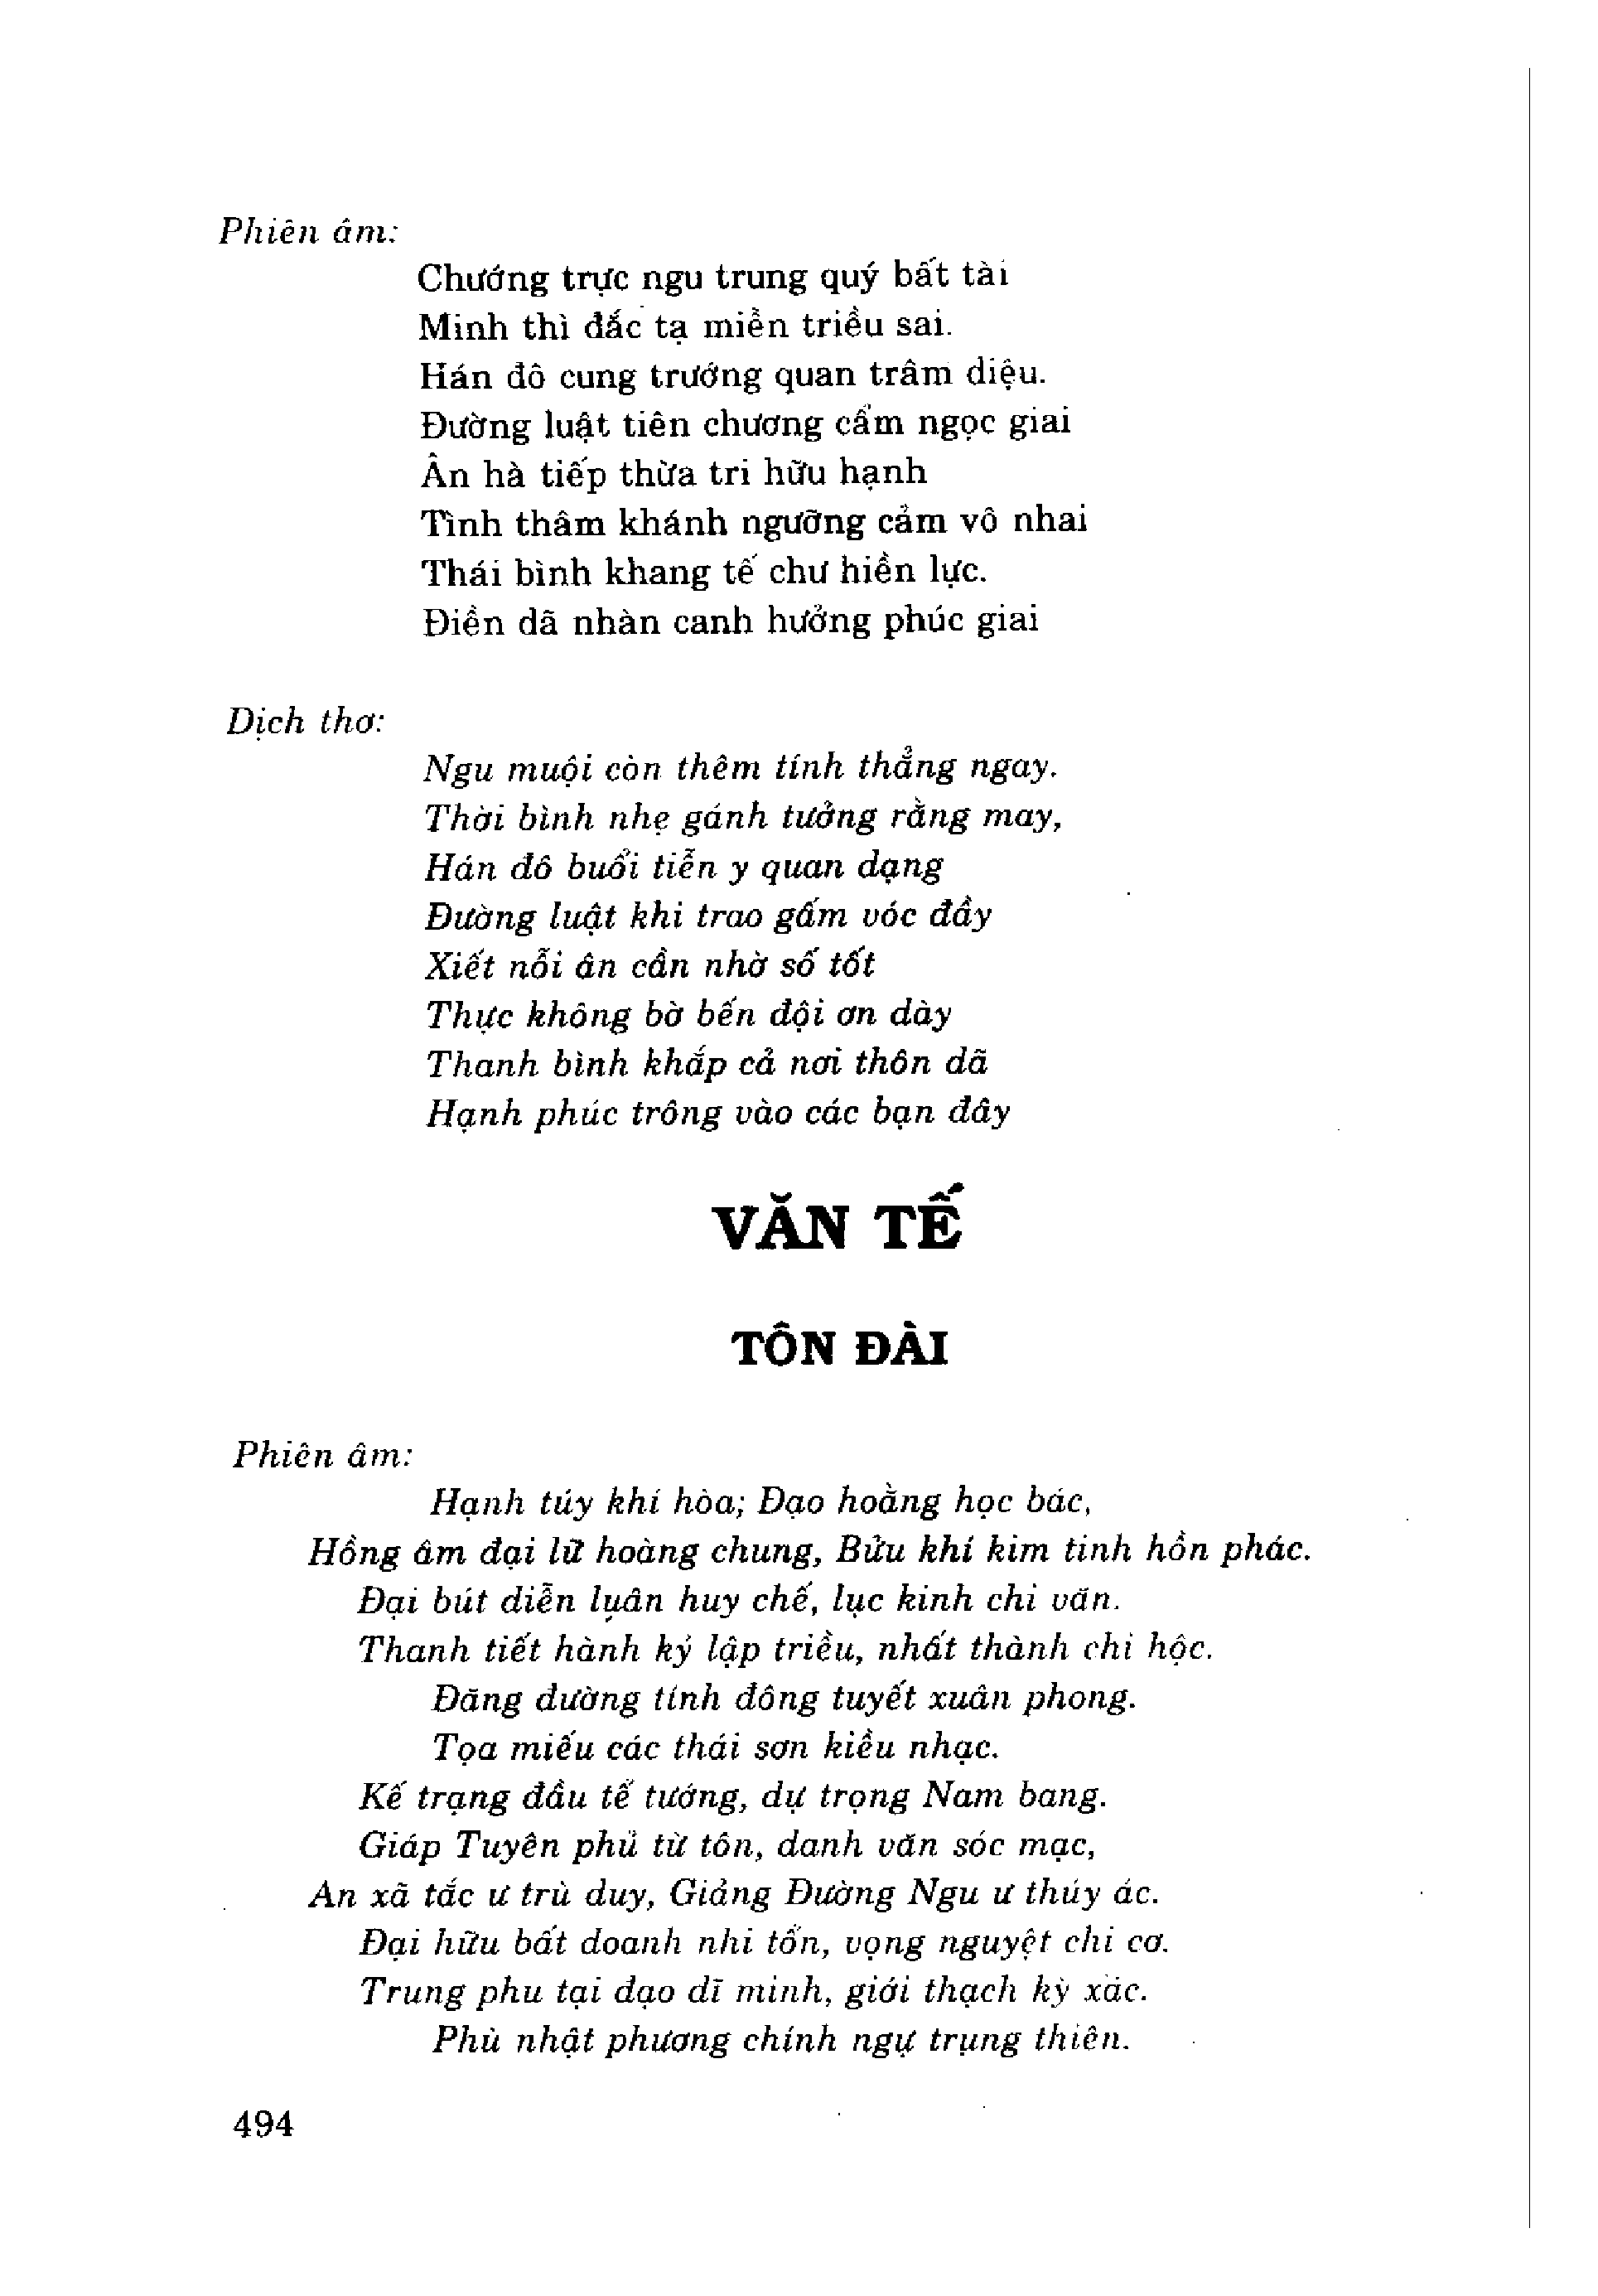 Phiên âm:
Chướng trực ngu trung quý bất tài
Minh thì đắc tạ miền triều sai.
Hán đô cung trướng quan trâm diệu.
Đường luật tiên chương cẩm ngọc giai
Ân hà tiếp thừa tri hữu hạnh
Tình thâm khánh ngưỡng cảm vô nhai
Thái bình khang tế chư hiền lực.
Điền dã nhàn canh hưởng phúc giai
Dịch thơ:
Ngu muội còn thêm tính thẳng ngay.
Thời bình nhẹ gánh tưởng rằng may,
Hán đô buổi tiễn y quan dạng
Đường luật khi trao gấm vóc đầy
Xiết nỗi ân cần nhờ số tốt
Thực không bờ bến đội ơn dày
Thanh bình khắp cả nơi thôn dã
Hạnh phúc trông vào các bạn đây
VĂN TẾ
TÔN ĐÀI
Phiên âm:
Hạnh túy khí hòa; Đạo hoằng học bác,
Hồng âm đại lữ hoàng chung, Bửu khí kim tinh hồn phác.
Đại bút diễn luân huy chế, lục kinh chi văn.
Thanh tiết hành kỷ lập triều, nhất thành chi hộc.
Đăng đường tính đông tuyết xuân phong.
Tọa miếu các thái sơn kiều nhạc.
Kế trạng đầu tể tướng, dự trọng Nam bang.
Giáp Tuyên phủ từ tôn, danh văn sóc mạc,
An xã tắc ư trù duy, Giảng Đường Ngu ư thúy ác.
Đại hữu bất doanh nhi tổn, vọng nguyệt chi cơ.
Trung phu tại đạo dĩ minh, giới thạch kỳ xác.
Phù nhật phương chính ngự trung thiên.
494